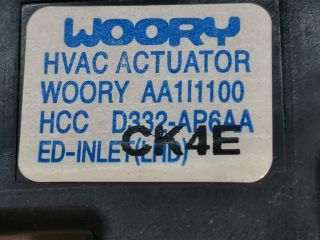 WOORY
HVAC ACTUATOR
WOORY AA1I1100
HCC D332-AP6AA
ED-INLET(LHD)
CK4E